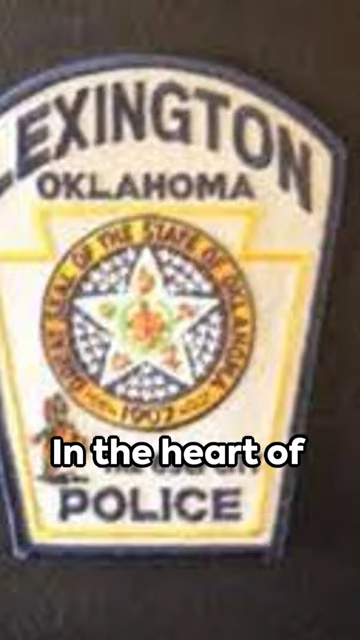 LEXINGTON
OKLAHOMA
GREAT SEAL OF THE STATE OF OKLAHOMA
1907
In the heart of
POLICE